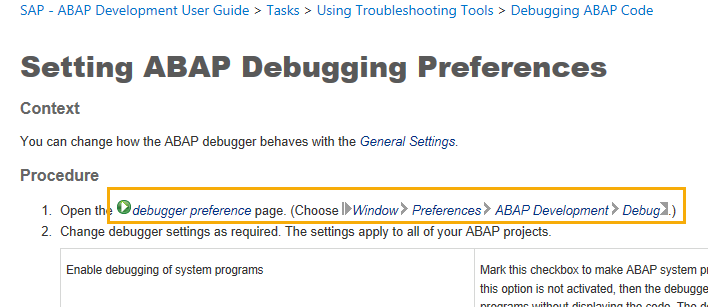 SAP - ABAP Development User Guide > Tasks > Using Troubleshooting Tools > Debugging ABAP Code
Setting ABAP Debugging Preferences
Context
You can change how the ABAP debugger behaves with the General Settings.
Procedure
1. Open the debugger preference page. (Choose Window > Preferences > ABAP Development > Debug.)
2. Change debugger settings as required. The settings apply to all of your ABAP projects.
Enable debugging of system programs
Mark this checkbox to make ABAP system pr
this option is not activated, then the debugge
programs without displaying the code. The d